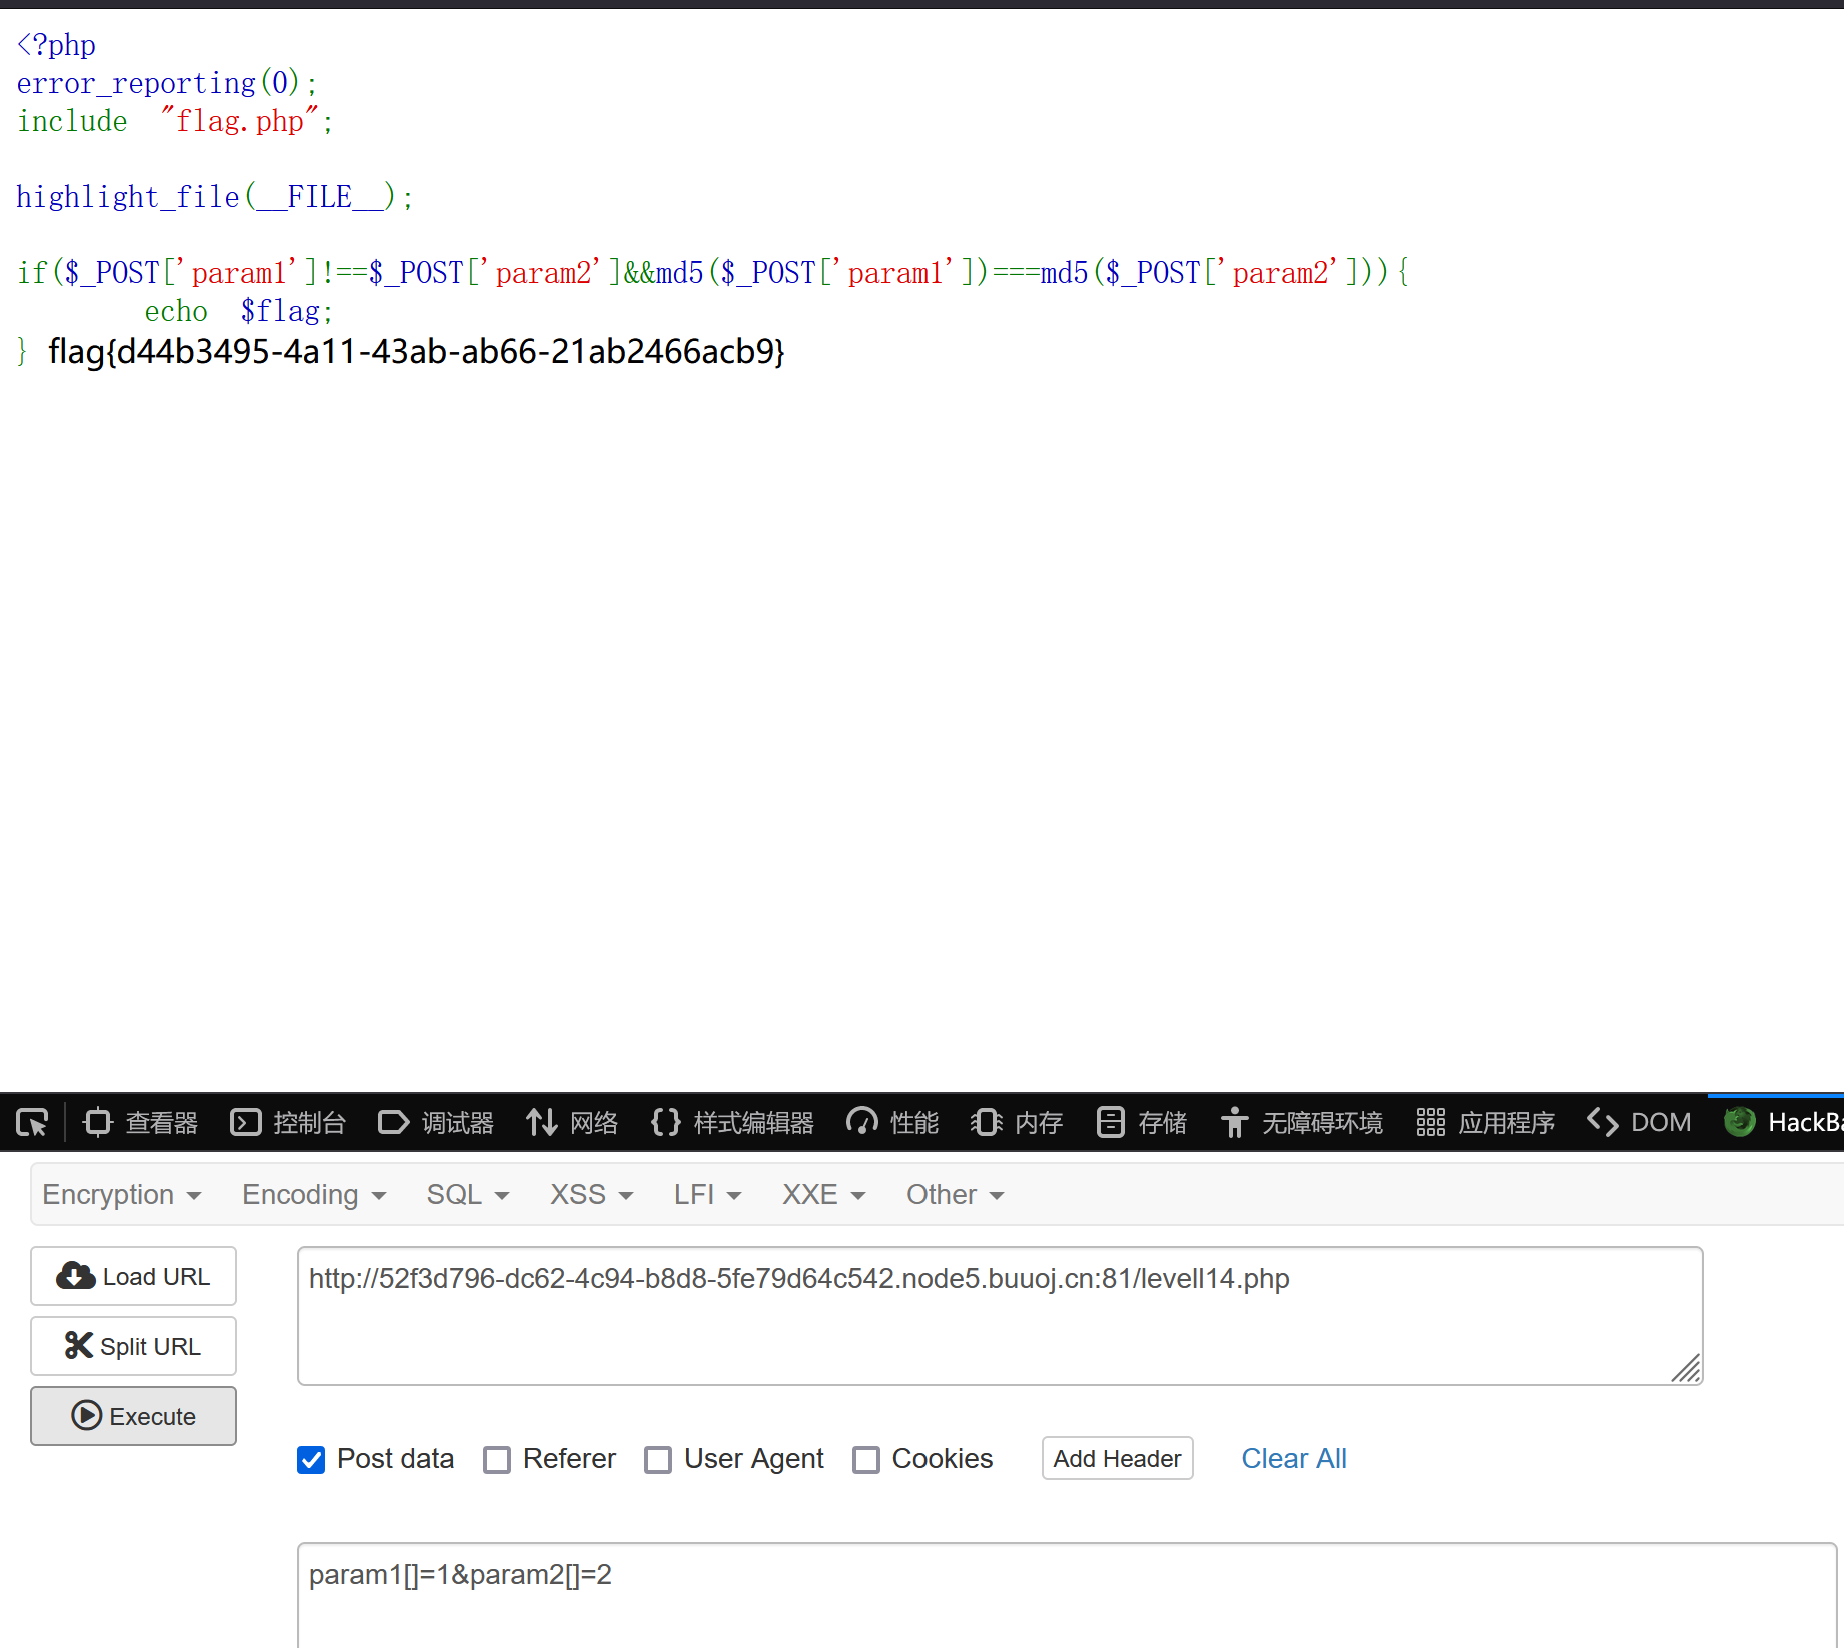 <?php
error_reporting(0);
include "flag.php";
highlight_file(__FILE__);
if($_POST['param1']!==$_POST['param2']&&md5($_POST['param1'])===md5($_POST['param2'])){
echo $flag;
} flag{d44b3495-4a11-43ab-ab66-21ab2466acb9}
查看器 控制台 调试器 网络 {} 样式编辑器 性能 内存 存储 无障碍环境 应用程序 DOM HackBa
Encryption Encoding SQL XSS LFI XXE Other
Load URL
http://52f3d796-dc62-4c94-b8d8-5fe79d64c542.node5.buuoj.cn:81/levell14.php
Split URL
Execute
Post data Referer User Agent Cookies Add Header Clear All
param1[]=1&param2[]=2